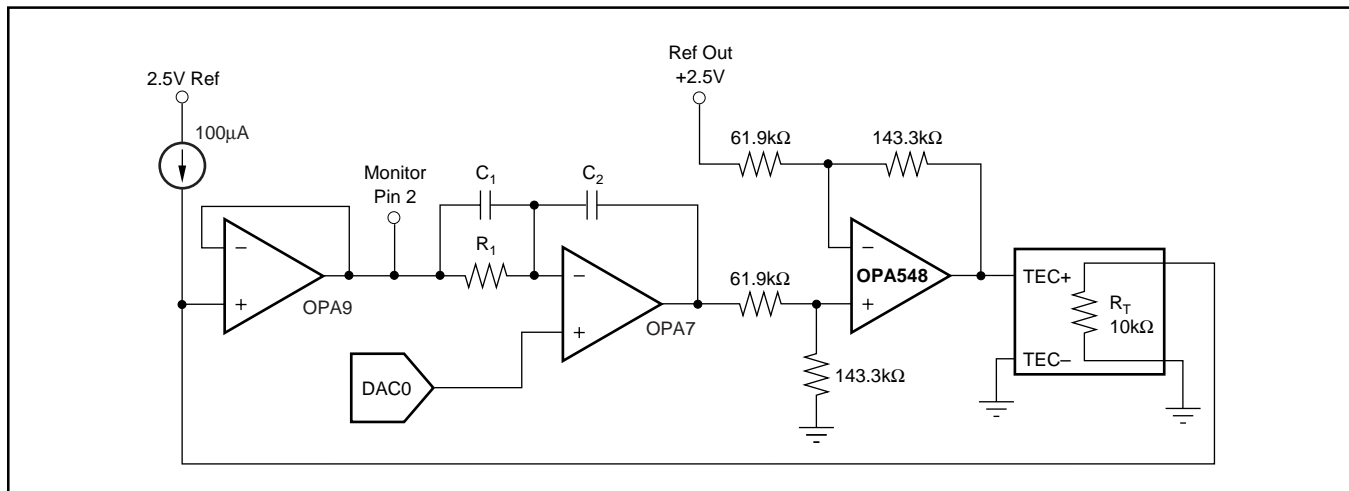 2.5V Ref
100μA
Monitor
Pin 2
C1
R1
C2
−
+
OPA9
−
+
OPA7
DAC0
Ref Out
+2.5V
61.9kΩ
143.3kΩ
61.9kΩ
143.3kΩ
−
OPA548
+
TEC+
RT
10kΩ
TEC–